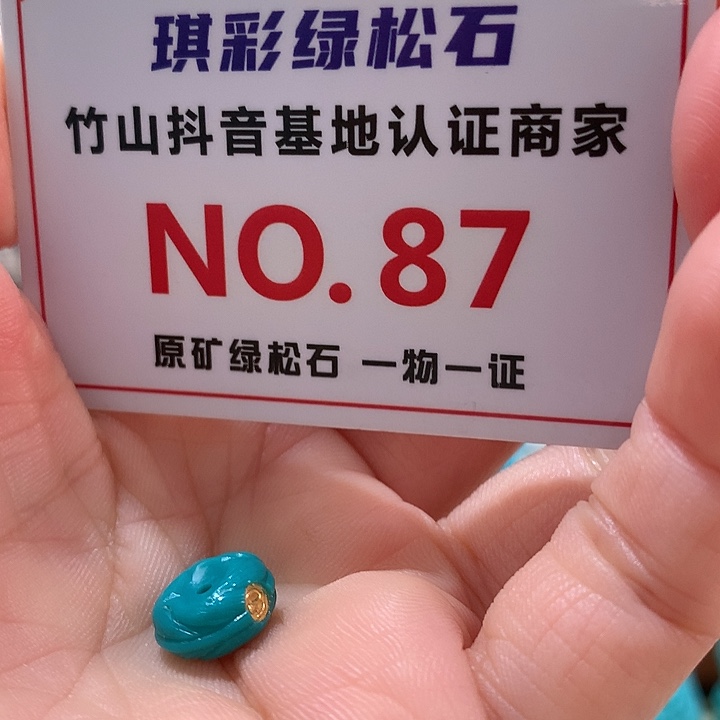 琪彩绿松石
竹山抖音基地认证商家
NO.87
原矿绿松石 一物一证